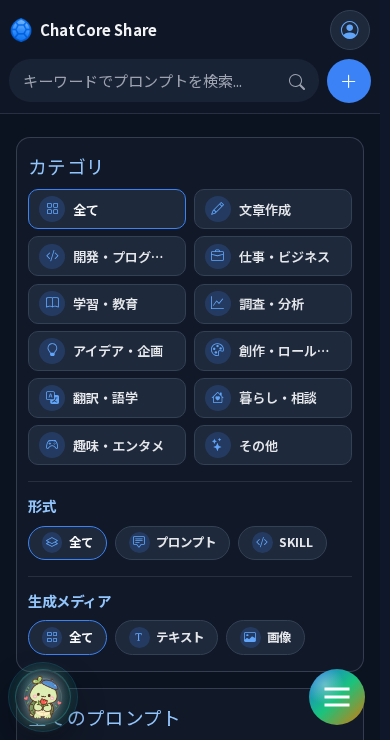 ChatCore Share
キーワードでプロンプトを検索...
カテゴリ
全て
文章作成
開発・プログ…
仕事・ビジネス
学習・教育
調査・分析
アイデア・企画
創作・ロール…
翻訳・語学
暮らし・相談
趣味・エンタメ
その他
形式
全て
プロンプト
SKILL
生成メディア
全て
テキスト
画像
全てのプロンプト